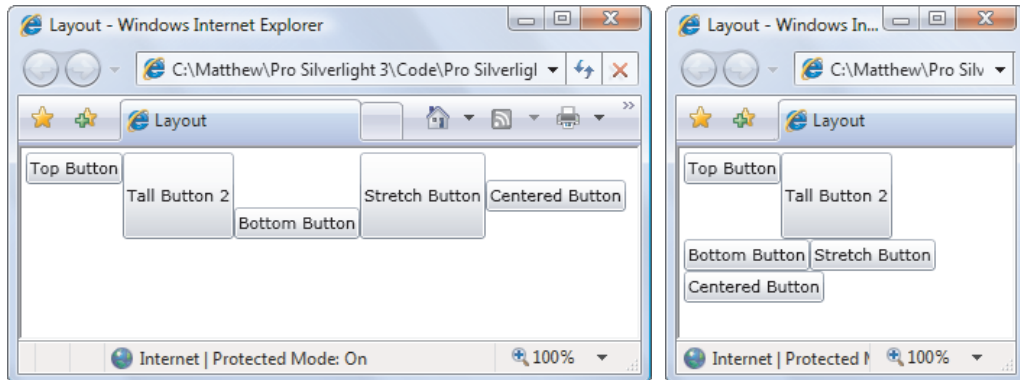 Layout - Windows Internet Explorer
C:\Matthew\Pro Silverlight 3\Code\Pro Silverligl
Layout
Top Button
Tall Button 2
Bottom Button
Stretch Button
Centered Button
Internet | Protected Mode: On
100%
Layout - Windows In...
C:\Matthew\Pro Silv
Layout
Top Button
Tall Button 2
Bottom Button
Stretch Button
Centered Button
Internet | Protected M
100%